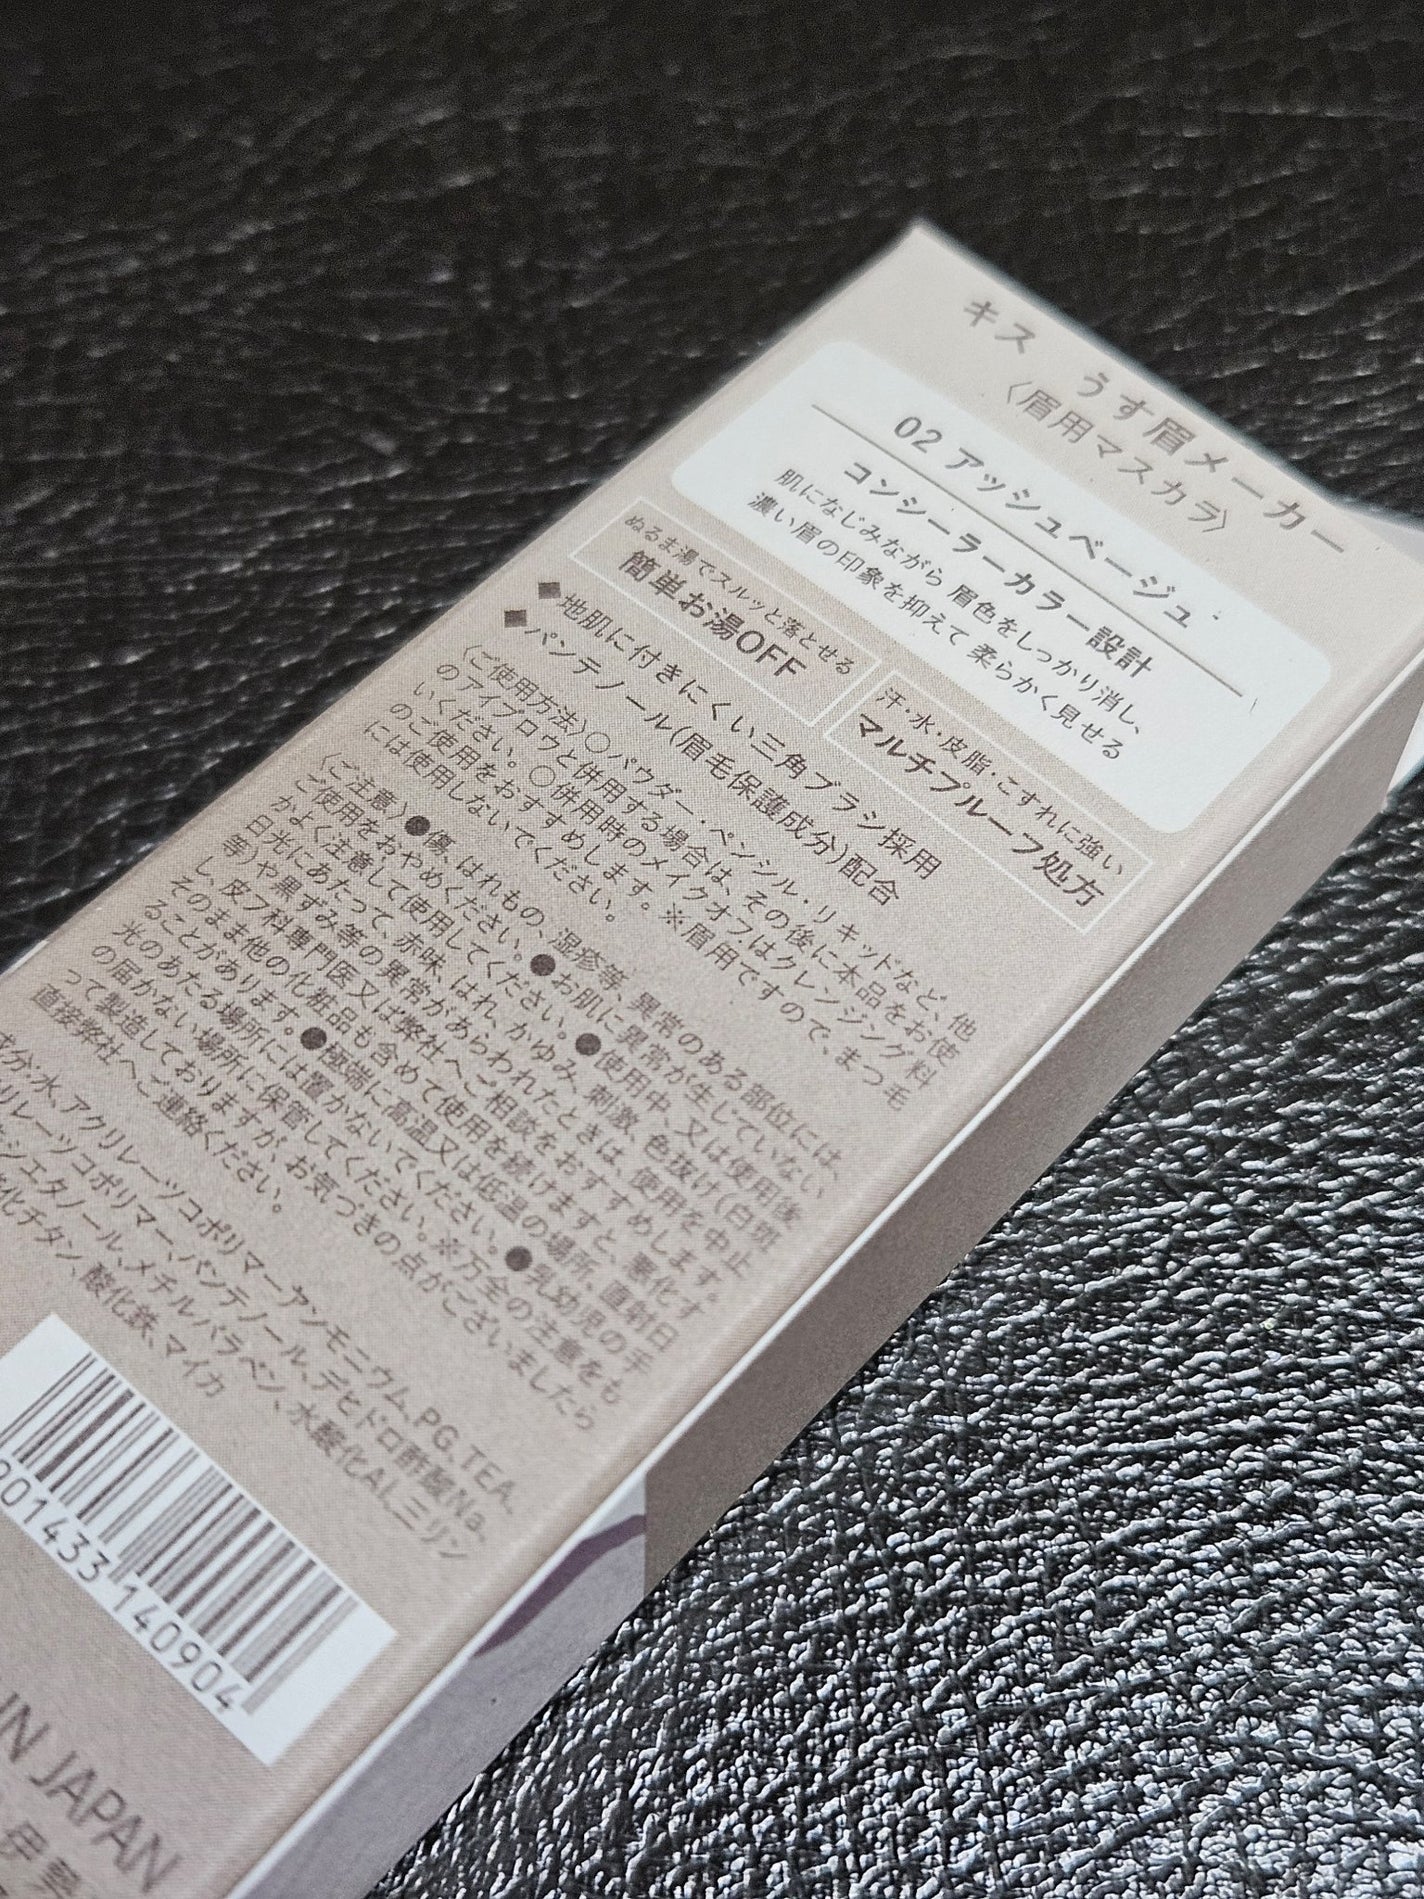 キス うす眉メーカー
〈眉用マスカラ〉
02 アッシュベージュ
コンシーラーカラー設計
肌になじみながら 眉色をしっかり消し、
濃い眉の印象を抑えて 柔らかく見せる
ぬるま湯でスルッと落とせる
簡単お湯OFF
汗・水・皮脂・こすれに強い
マルチプルーフ処方
◆地肌に付きにくい三角ブラシ採用
◆パンテノール(眉毛保護成分)配合
〈ご使用方法〉○パウダー・ペンシル・リキッドなど、他
のアイブロウと併用する場合は、その後に本品をお使
いください。○併用時のメイクオフはクレンジング料
のご使用をおすすめします。※眉用ですので、まつ毛
には使用しないでください。
〈ご注意〉●傷、はれもの、湿疹等、異常のある部位には、
ご使用をおやめください。●お肌に異常が生じていない
かよく注意して使用してください。●使用中、又は使用後
日光にあたって、赤味、はれ、かゆみ、刺激、色抜け(白斑
等)や黒ずみ等の異常があらわれたときは、使用を中止
し、皮フ科専門医又は弊社へご相談をおすすめします。
そのまま他の化粧品も含めて使用を続けますと、悪化す
ることがあります。●極端に高温又は低温の場所、直射日
光のあたる場所には置かないでください。●乳幼児の手
の届かない場所に保管してください。※万全の注意をも
って製造しておりますが、お気づきの点がございましたら
直接弊社へご連絡ください。
成分:水、アクリレーツコポリマーアンモニウム、PG、TEA、
リレーツコポリマー、パンテノール、デヒドロ酢酸Na、
シエタノール、メチルパラベン、水酸化Al、三リン
化チタン、酸化鉄、マイカ
901433 140904
IN JAPAN
伊勢